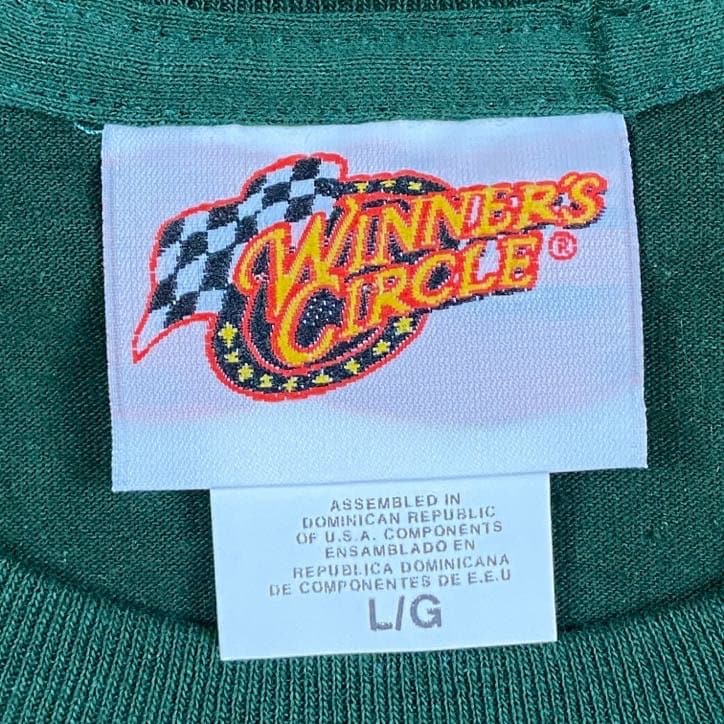 WINNER'S
CIRCLE®
ASSEMBLED IN
DOMINICAN REPUBLIC
OF U.S.A. COMPONENTS
ENSAMBLADO EN
REPUBLICA DOMINICANA
DE COMPONENTES DE E.E.U
L/G